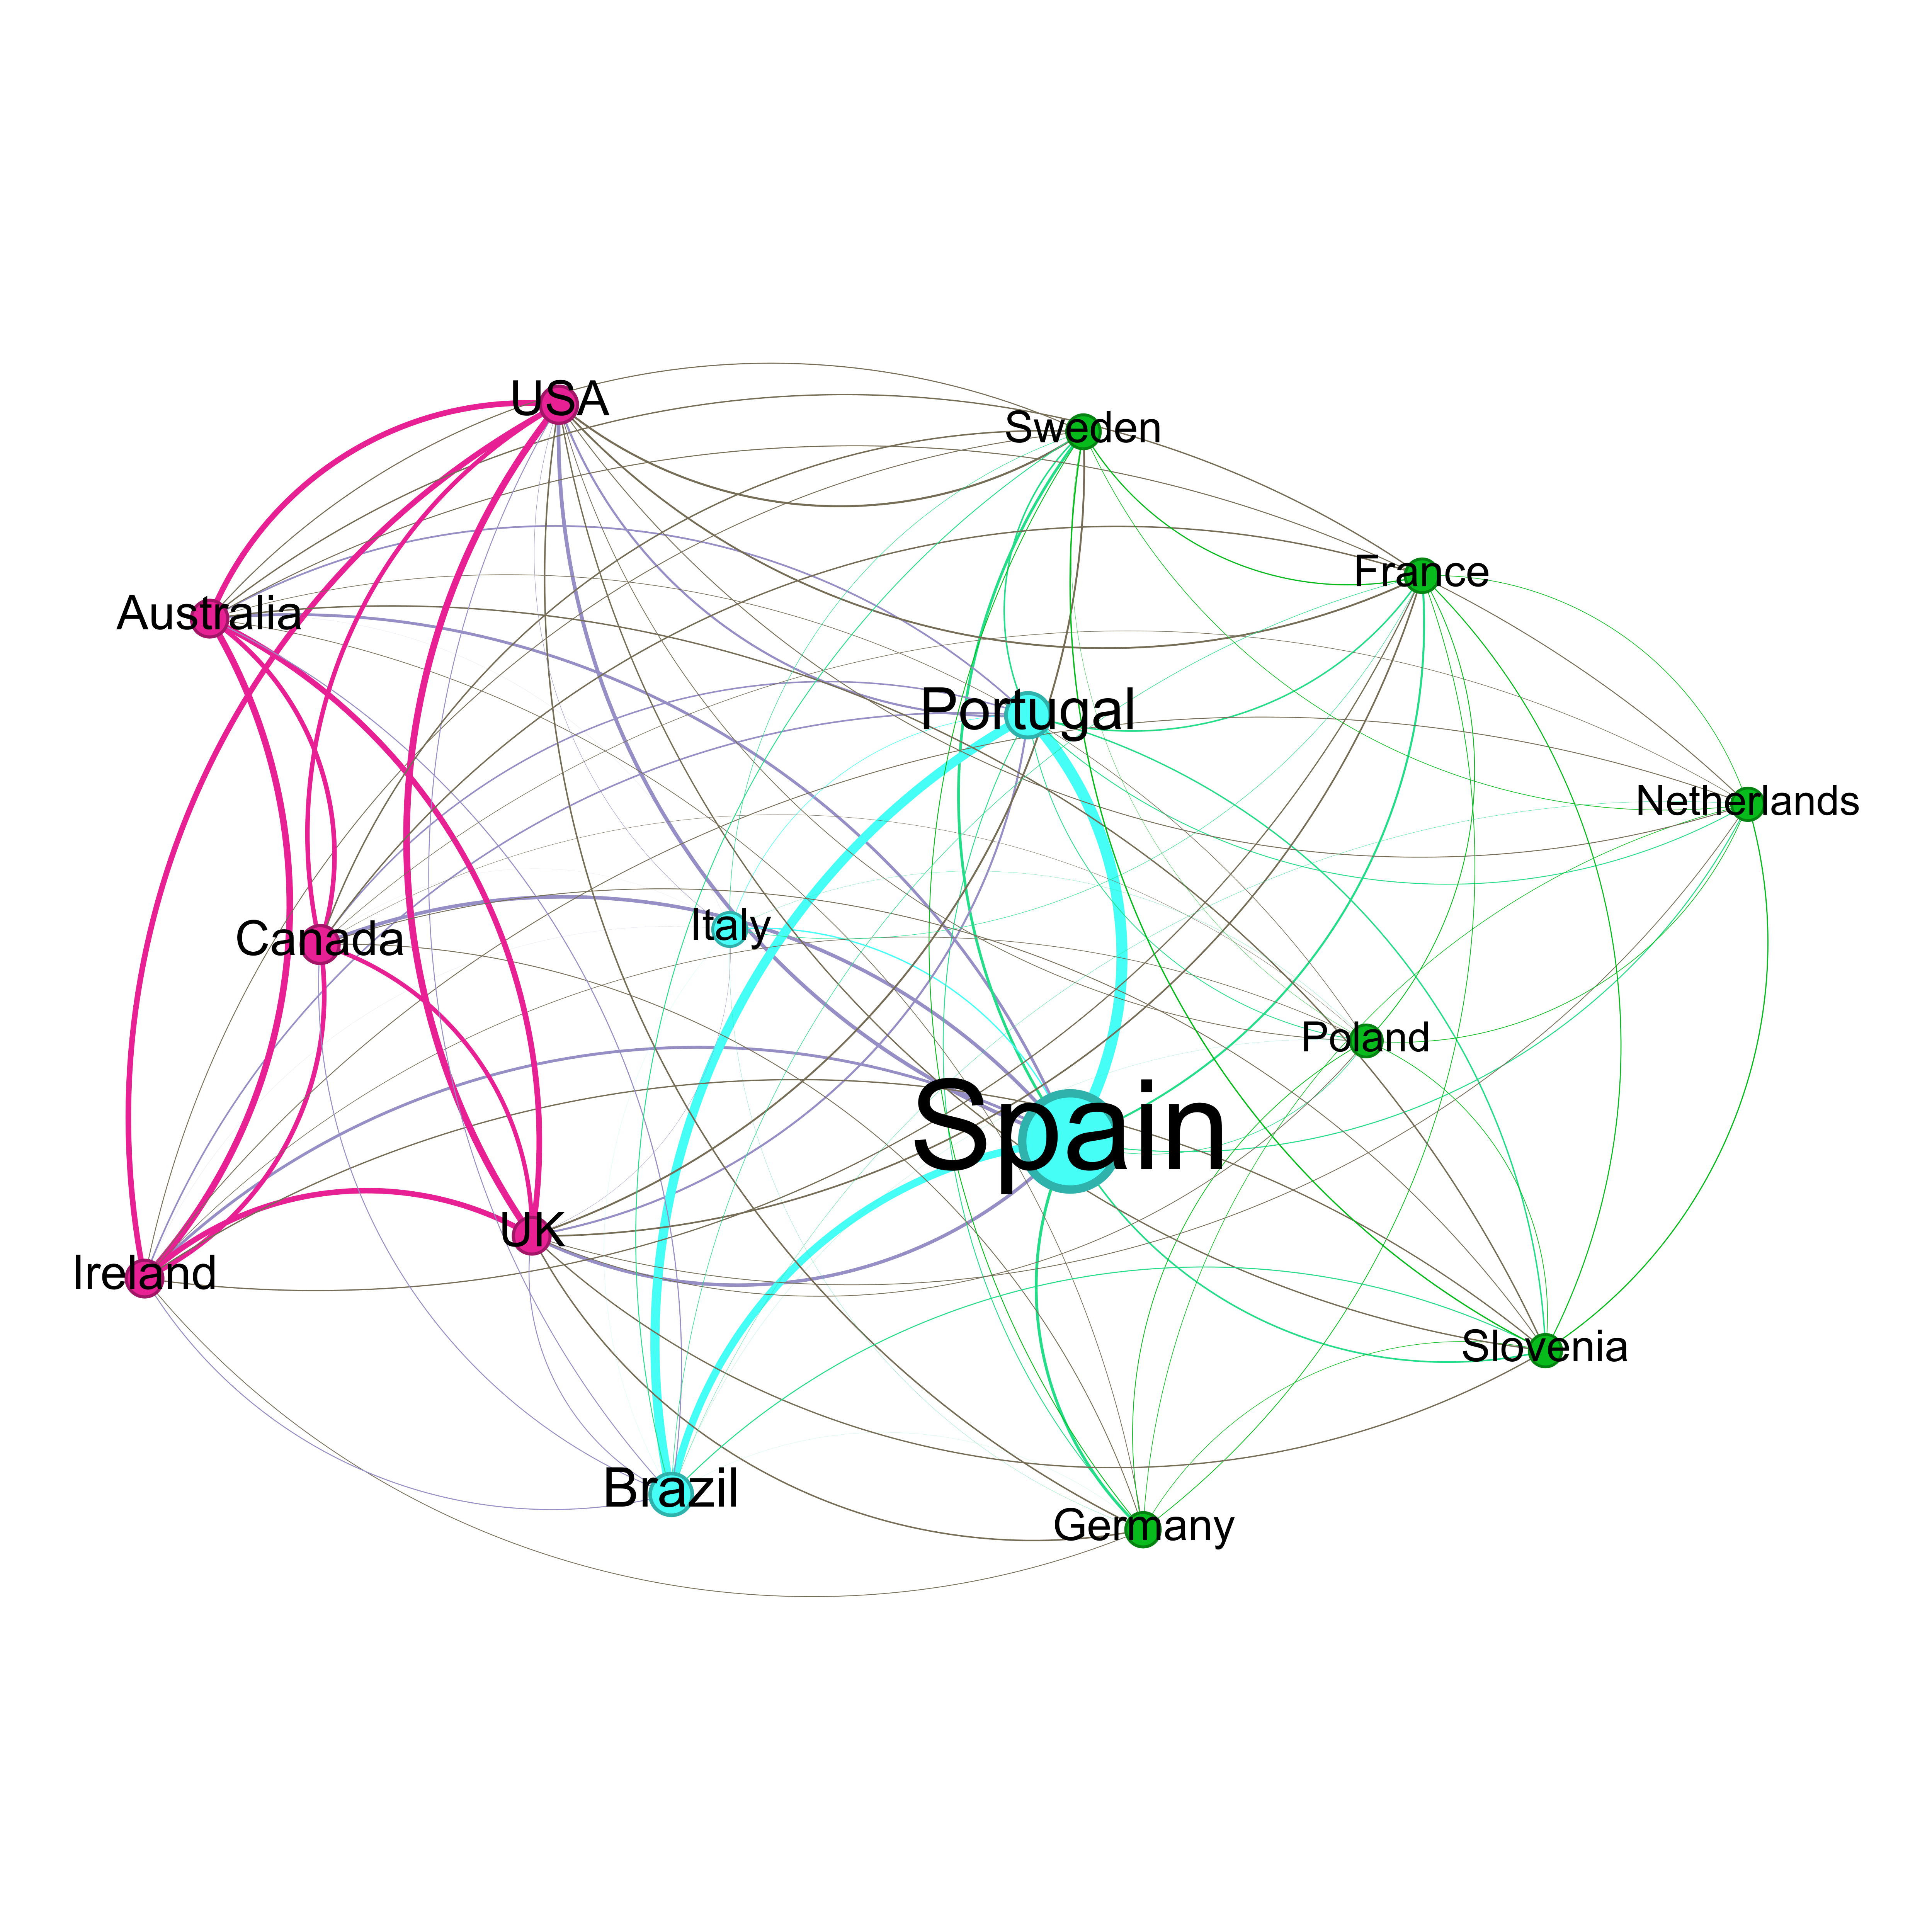 USA
Sweden
France
Australia
Portugal
Netherlands
Italy
Canada
Poland
Spain
UK
Ireland
Slovenia
Brazil
Germany